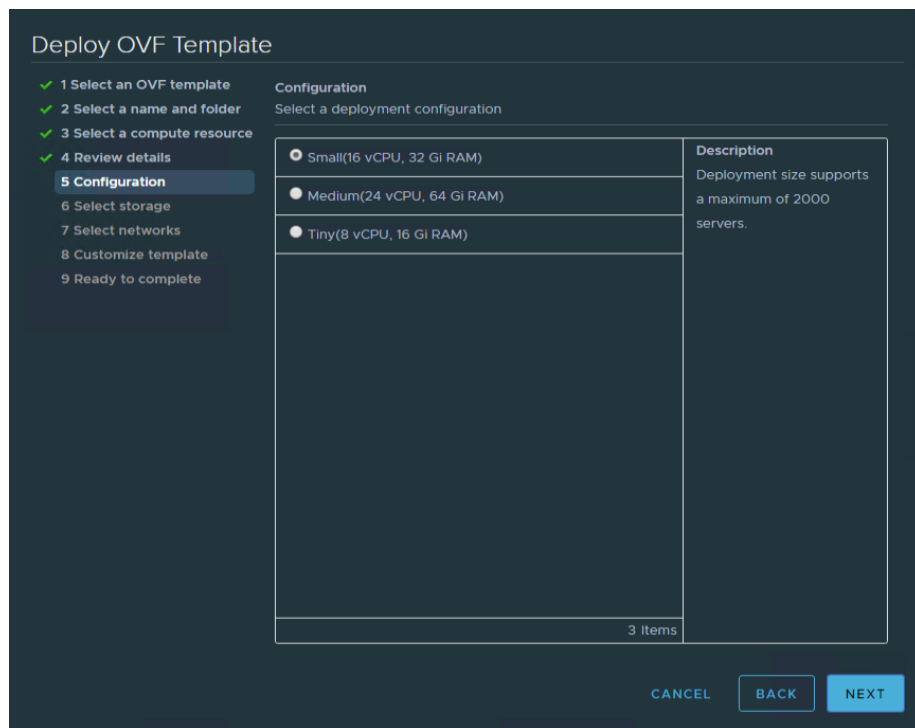 Deploy OVF Template
1 Select an OVF template
2 Select a name and folder
3 Select a compute resource
4 Review details
5 Configuration
6 Select storage
7 Select networks
8 Customize template
9 Ready to complete
Configuration
Select a deployment configuration
Small(16 vCPU, 32 Gi RAM)
Medium(24 vCPU, 64 Gi RAM)
Tiny(8 vCPU, 16 Gi RAM)
3 Items
Description
Deployment size supports
a maximum of 2000
servers.
CANCEL
BACK
NEXT